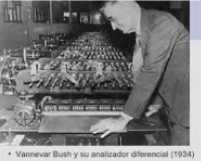 • Vannevar Bush y su analizador diferencial (1934)